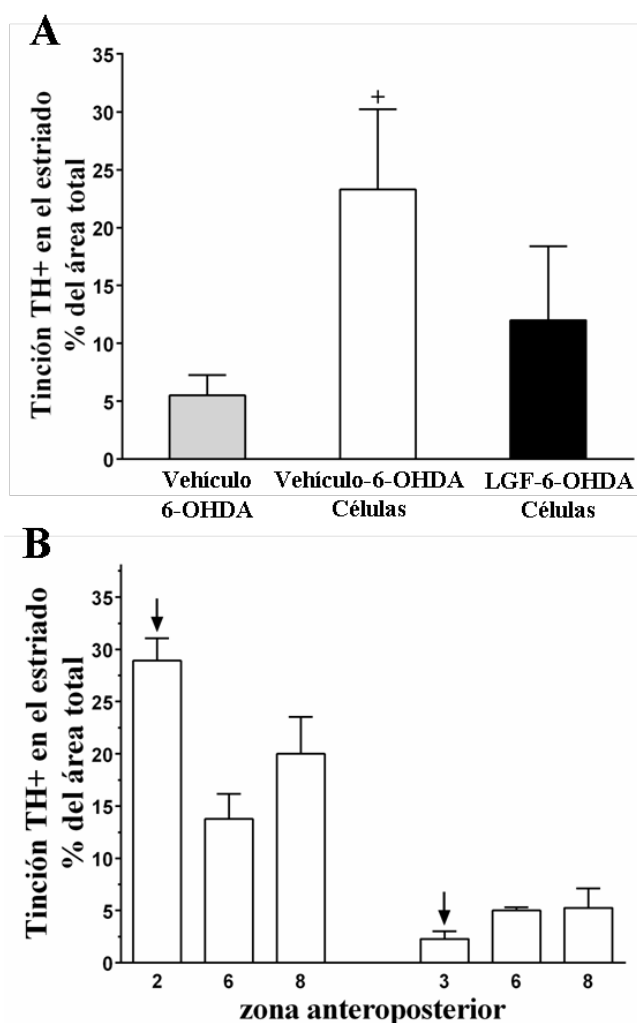 A
Tinción TH+ en el estriado
% del área total
35
30
25
20
15
10
5
0
+
Vehículo
6-OHDA
Vehículo-6-OHDA
Células
LGF-6-OHDA
Células
B
Tinción TH+ en el estriado
% del área total
35
30
25
20
15
10
5
0
2 6 8 3 6 8
zona anteroposterior